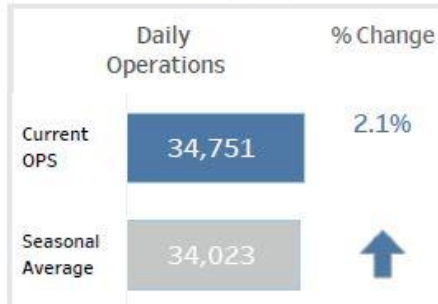 Daily
Operations
% Change
Current
OPS
34,751
2.1%
Seasonal
Average
34,023